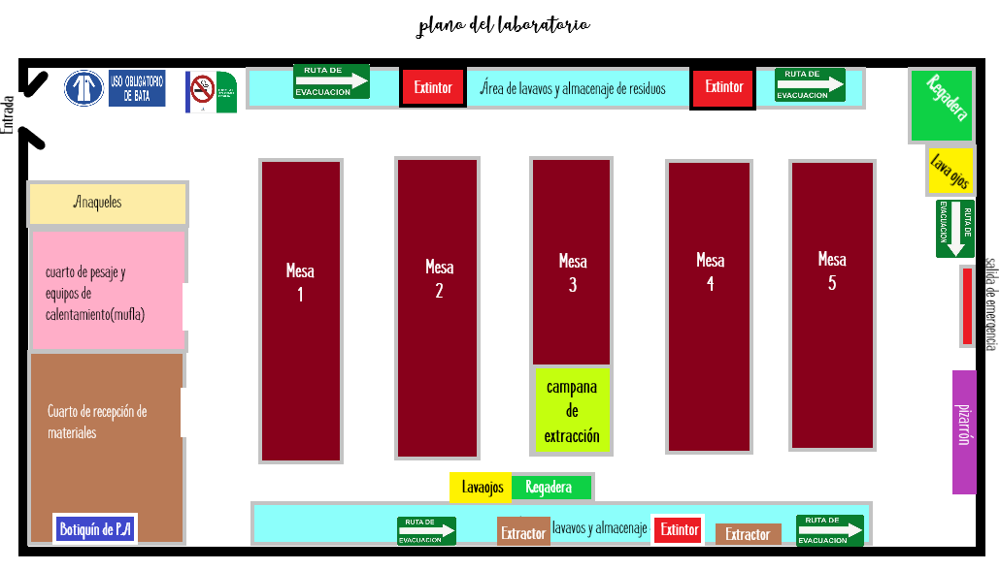 plano del laboratorio
Entrada
USO OBLIGATORIO
DE BATA
RUTA DE
EVACUACION
Extintor
Área de lavavos y almacenaje de residuos
Extintor
RUTA DE
EVACUACION
Regadera
Lava ojos
RUTA DE
EVACUACION
salida de emergencia
pizarrón
Anaqueles
cuarto de pesaje y
equipos de
calentamiento(mufla)
Cuarto de recepción de
materiales
Botiquín de P.A
Mesa
1
Mesa
2
Mesa
3
campana
de
extracción
Mesa
4
Mesa
5
Lavaojos
Regadera
RUTA DE
EVACUACION
Extractor
lavavos y almacenaje
Extintor
Extractor
RUTA DE
EVACUACION